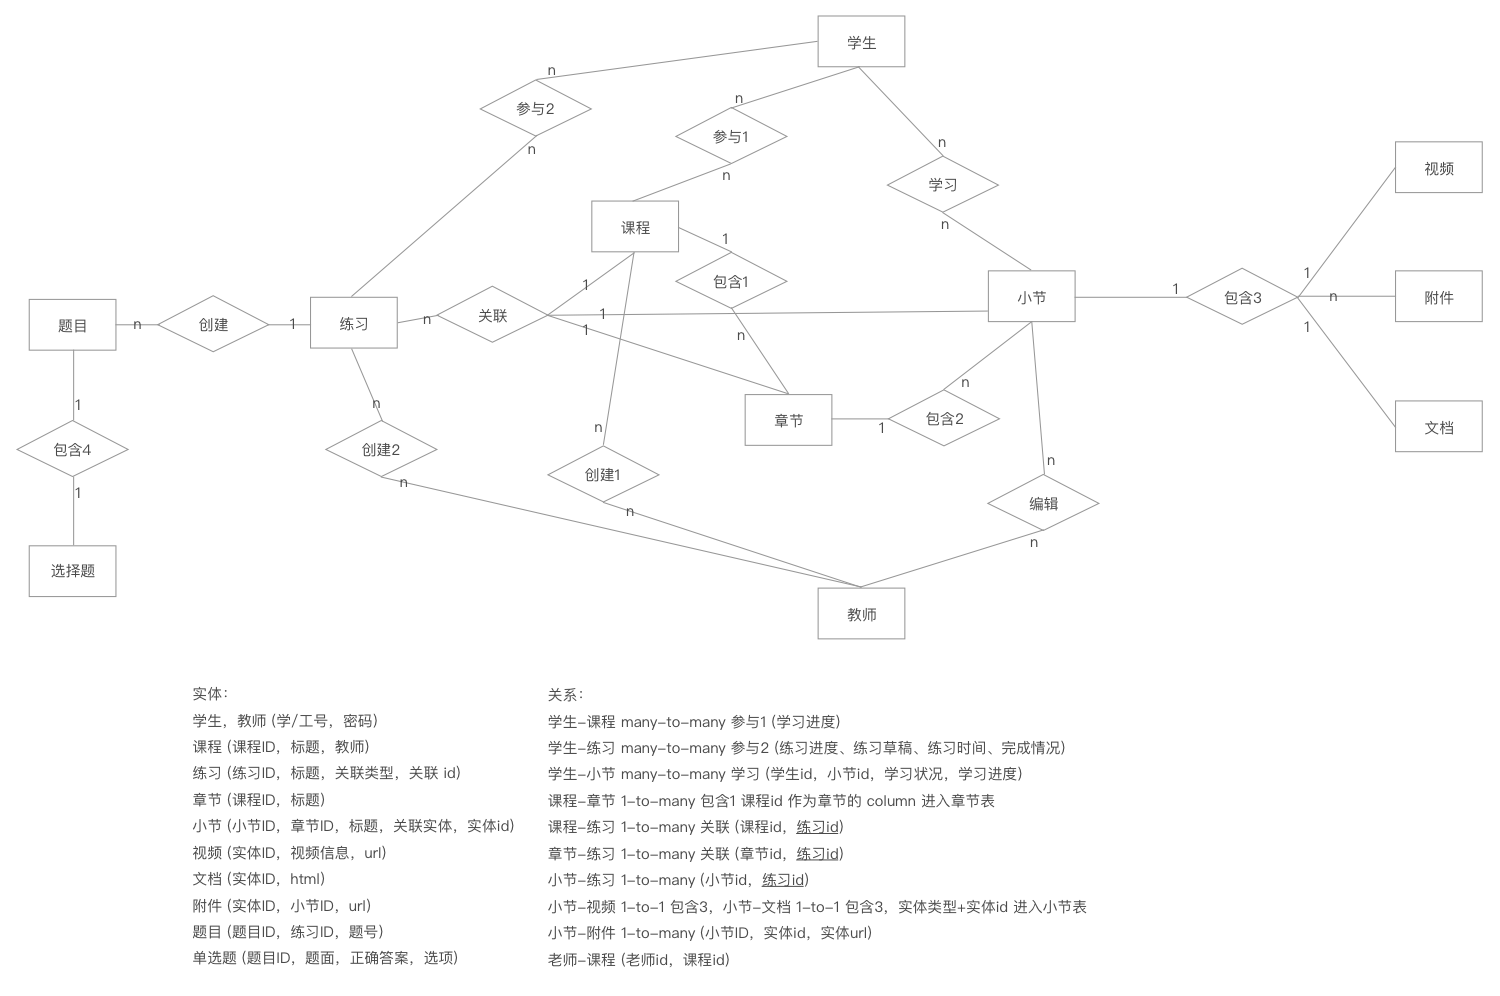 学生
n
参与2
n
n
参与1
n
n
学习
n
视频
课程
1
包含1
n
1
1
1
关联
n
小节
1
包含3
1
n
1
附件
文档
题目
n
创建
1
练习
章节
1
包含2
n
1
包含4
1
选择题
n
创建2
n
n
创建1
n
n
编辑
n
教师
实体：
学生，教师 (学/工号，密码)
课程 (课程ID，标题，教师)
练习 (练习ID，标题，关联类型，关联 id)
章节 (课程ID，标题)
小节 (小节ID，章节ID，标题，关联实体，实体id)
视频 (实体ID，视频信息，url)
文档 (实体ID，html)
附件 (实体ID，小节ID，url)
题目 (题目ID，练习ID，题号)
单选题 (题目ID，题面，正确答案，选项)
关系：
学生-课程 many-to-many 参与1 (学习进度)
学生-练习 many-to-many 参与2 (练习进度、练习草稿、练习时间、完成情况)
学生-小节 many-to-many 学习 (学生id，小节id，学习状况，学习进度)
课程-章节 1-to-many 包含1 课程id 作为章节的 column 进入章节表
课程-练习 1-to-many 关联 (课程id，练习id)
章节-练习 1-to-many 关联 (章节id，练习id)
小节-练习 1-to-many (小节id，练习id)
小节-视频 1-to-1 包含3，小节-文档 1-to-1 包含3，实体类型+实体id 进入小节表
小节-附件 1-to-many (小节ID，实体id，实体url)
老师-课程 (老师id，课程id)